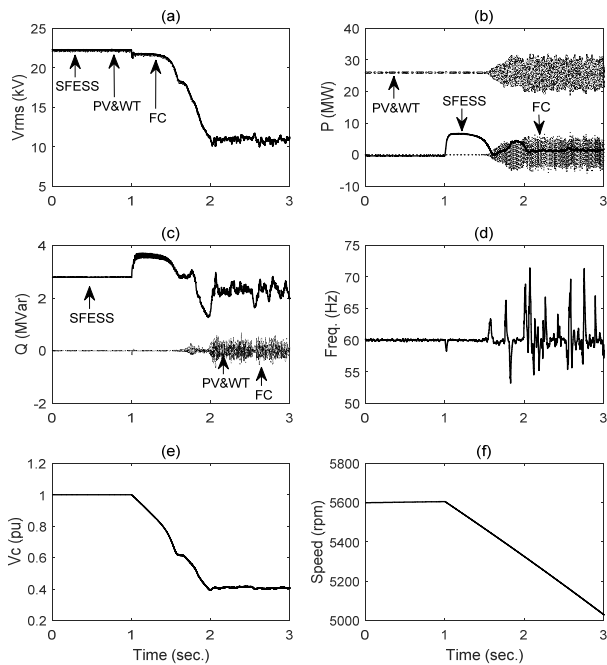 (a)
25
20
15
10
5
Vrms (kV)
SFESS
PV&WT
FC
0
1
2
3
(b)
60
50
40
30
20
10
0
-10
P (MW)
PV&WT
SFESS
FC
0
1
2
3
(c)
4
2
0
-2
Q (MVar)
SFESS
PV&WT
FC
0
1
2
3
(d)
75
70
65
60
55
50
Freq. (Hz)
0
1
2
3
(e)
1.2
1
0.8
0.6
0.4
0.2
Vc (pu)
0
1
2
3
Time (sec.)
(f)
5800
5600
5400
5200
5000
Speed (rpm)
0
1
2
3
Time (sec.)